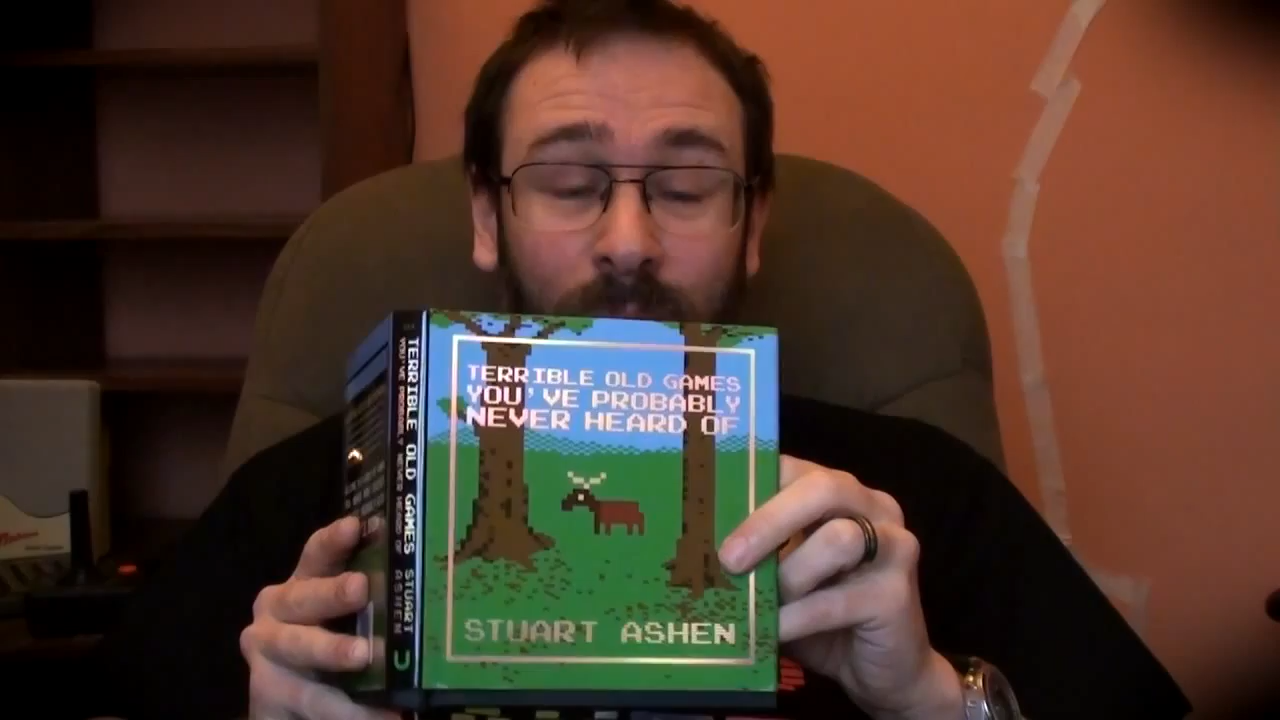 TERRIBLE OLD GAMES
YOU'VE PROBABLY
NEVER HEARD OF
STUART ASHEN
TERRIBLE OLD GAMES STUART
YOU'VE PROBABLY NEVER HEARD OF ASHEN